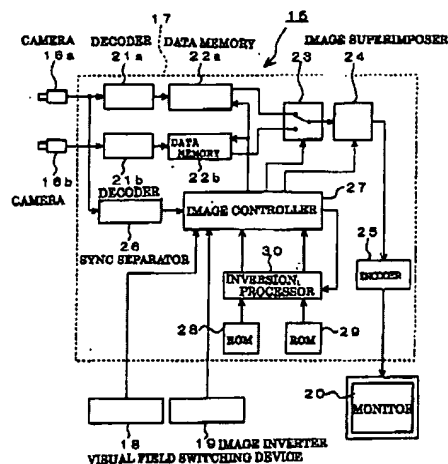 15
17
CAMERA
16a
DECODER
21a
DATA MEMORY
22a
23
IMAGE SUPERIMPOSER
24
16b
CAMERA
21b
DECODER
DATA MEMORY
22b
27
IMAGE CONTROLLER
26
SYNC SEPARATOR
30
INVERSION
PROCESSOR
25
ENCODER
28
ROM
ROM
29
20
MONITOR
18
19
IMAGE INVERTER
VISUAL FIELD SWITCHING DEVICE